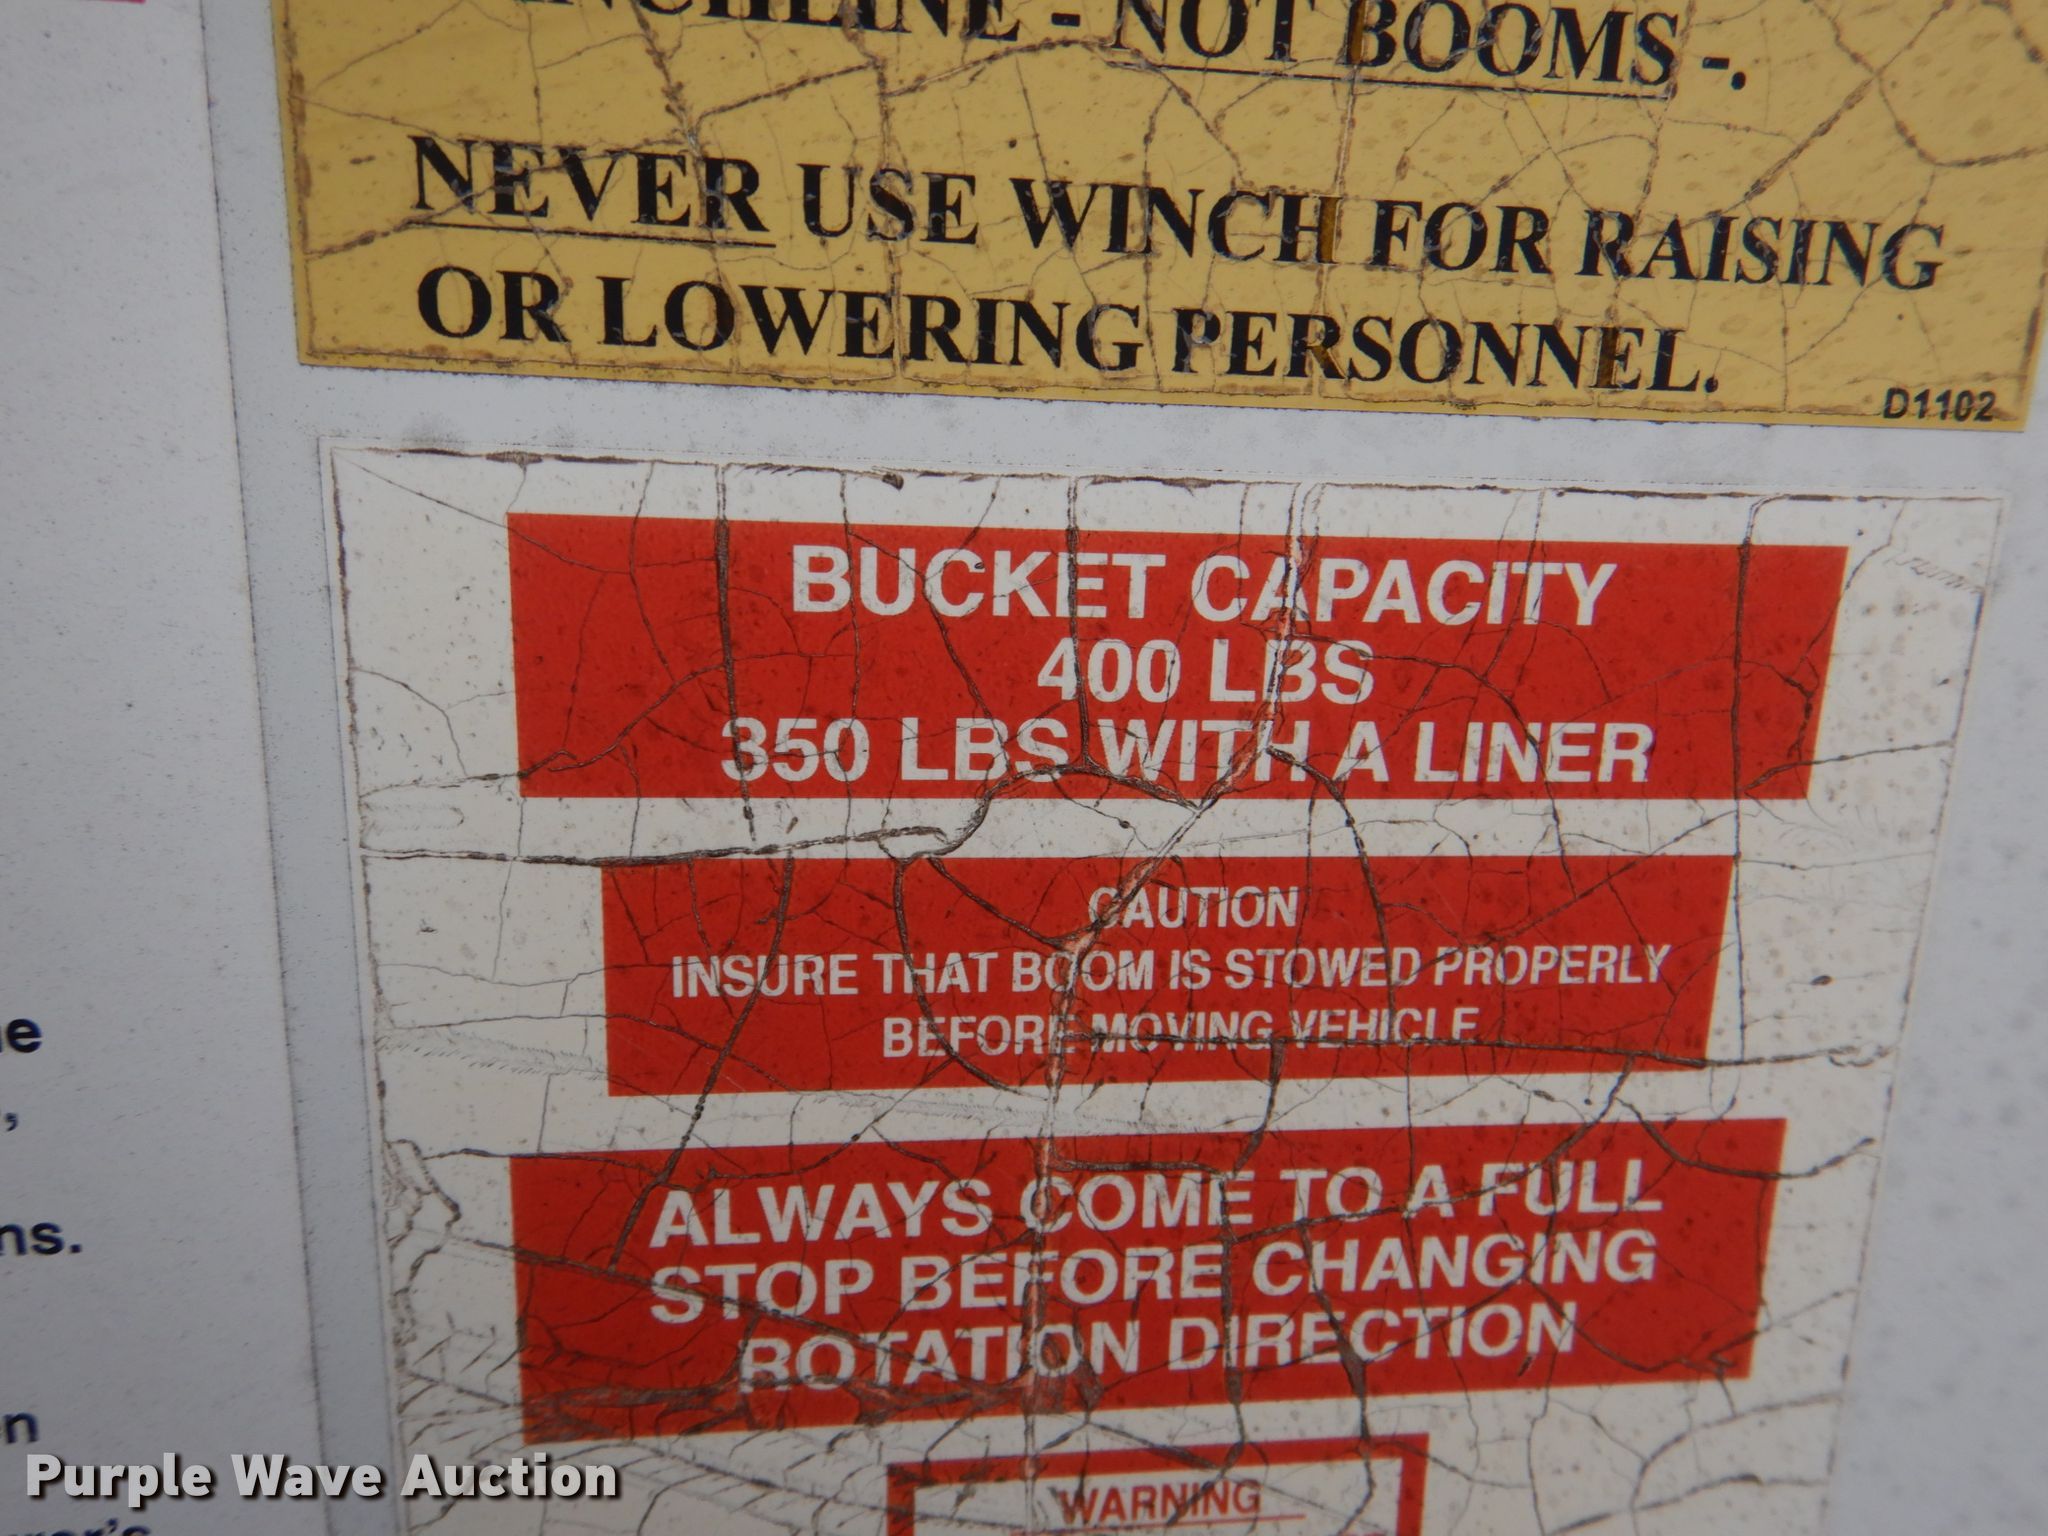 - NOT BOOMS -.
NEVER USE WINCH FOR RAISING
OR LOWERING PERSONNEL.
D1102
BUCKET CAPACITY
400 LBS
350 LBS WITH A LINER
CAUTION
INSURE THAT BOOM IS STOWED PROPERLY
BEFORE MOVING VEHICLE
ALWAYS COME TO A FULL
STOP BEFORE CHANGING
ROTATION DIRECTION
WARNING
ns.
Purple Wave Auction